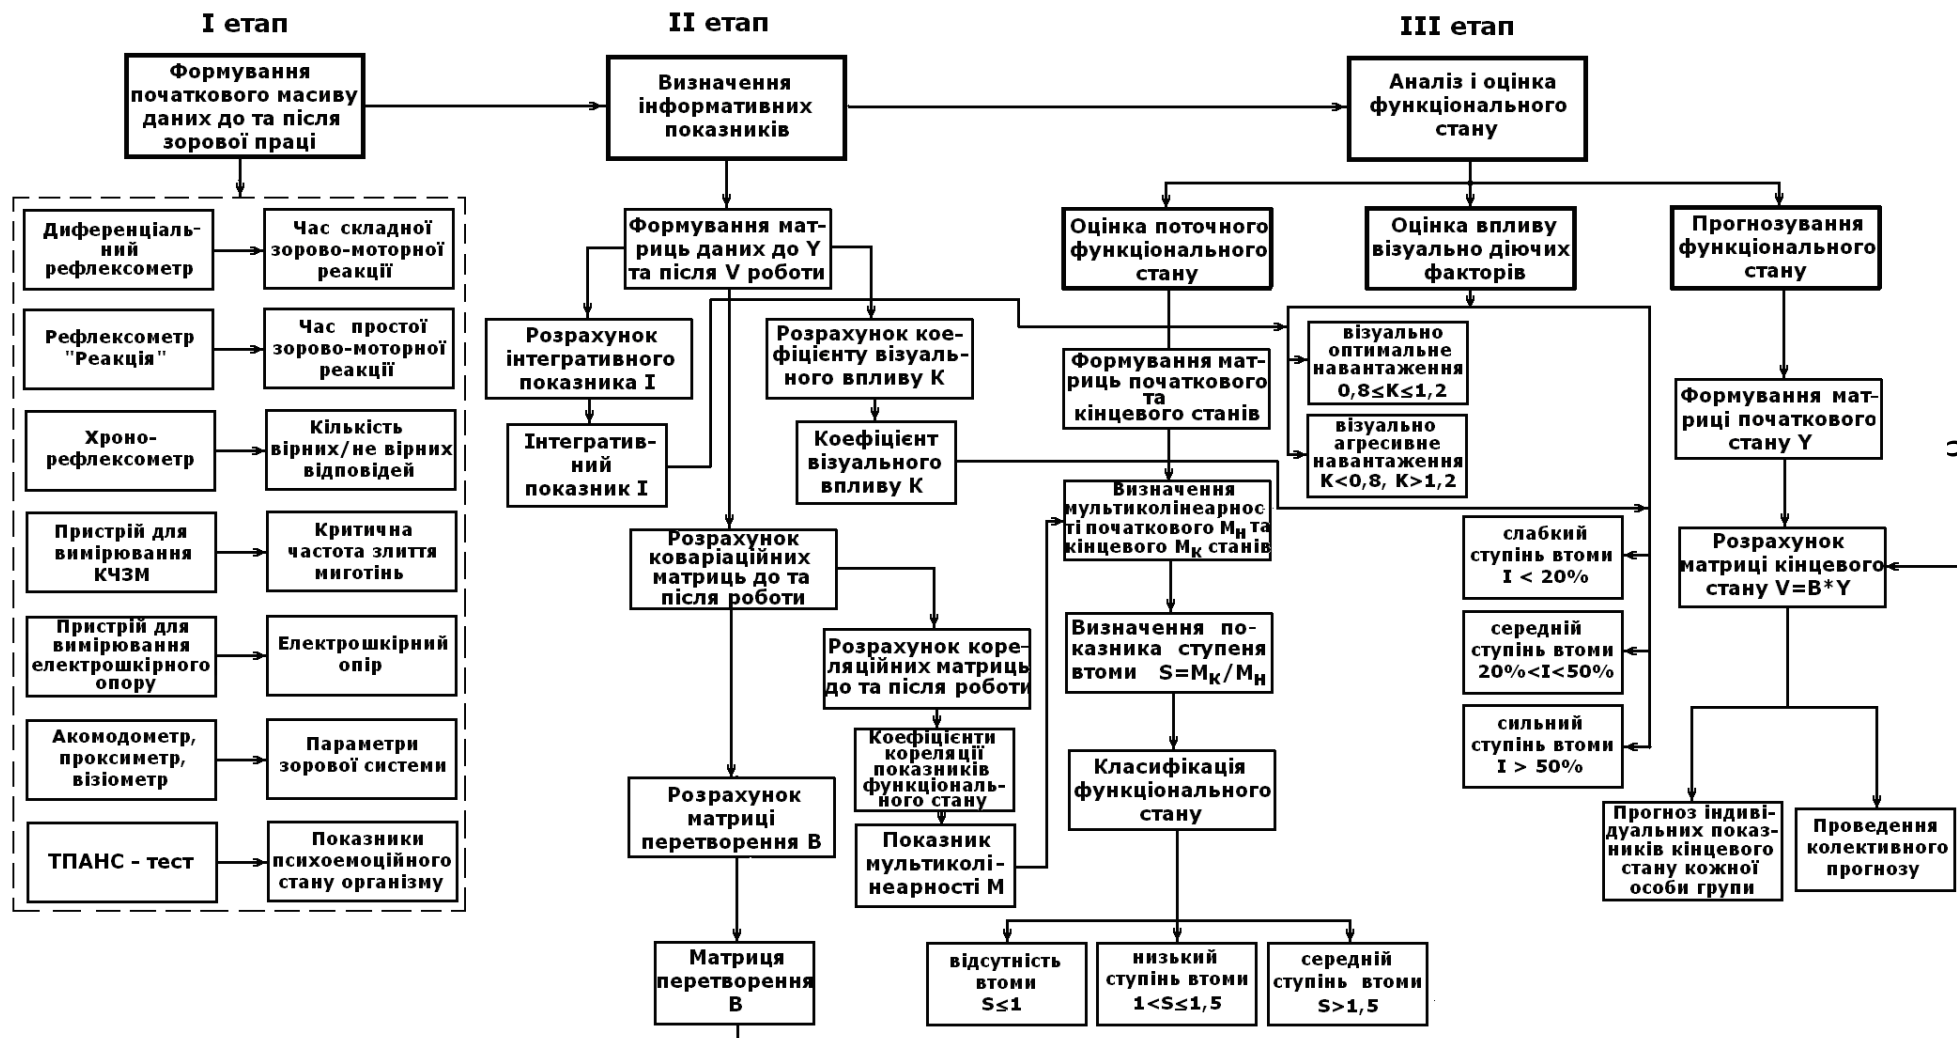 I етап
II етап
III етап
Формування
початкового масиву
даних до та після
зорової праці
Визначення
інформативних
показників
Аналіз і оцінка
функціонального
стану
Диференціаль-
ний
рефлексометр
Час складної
зорово-моторної
реакції
Рефлексометр
"Реакція"
Час простої
зорово-моторної
реакції
Хроно-
рефлексометр
Кількість
вірних/не вірних
відповідей
Пристрій для
вимірювання
КЧЗМ
Критична
частота злиття
миготінь
Пристрій для
вимірювання
електрошкірного
опору
Електрошкірний
опір
Акомодометр,
проксиметр,
візіометр
Параметри
зорової системи
ТПАНС – тест
Показники
психоемоційного
стану організму
Формування мат-
риць даних до Y
та після V роботи
Розрахунок
інтегративного
показника I
Інтегратив-
ний
показник I
Розрахунок кое-
фіцієнту візуаль-
ного впливу K
Коефіцієнт
візуального
впливу K
Розрахунок
коваріаційних
матриць до та
після роботи
Розрахунок коре-
ляційних матриць
до та після роботи
Коефіцієнти
кореляції
показників
функціональ-
ного стану
Показник
мультиколі-
неарності M
Розрахунок
матриці
перетворення B
Матриця
перетворення
B
Оцінка поточного
функціонального
стану
Формування мат-
риць початкового
та
кінцевого станів
Визначення
мультиколінеарнос-
ті початкового Mн та
кінцевого Mк станів
Визначення по-
казника ступеня
втоми S=Mк/Mн
Класифікація
функціонального
стану
відсутність
втоми
S≤1
низький
ступінь втоми
1<S≤1,5
середній
ступінь втоми
S>1,5
Оцінка впливу
візуально діючих
факторів
візуально
оптимальне
навантаження
0,8≤K≤1,2
візуально
агресивне
навантаження
K<0,8, K>1,2
слабкий
ступінь втоми
I < 20%
середній
ступінь втоми
20%<I<50%
сильний
ступінь втоми
I > 50%
Прогнозування
функціонального
стану
Формування мат-
риці початкового
стану Y
Розрахунок
матриці кінцевого
стану V=B*Y
Прогноз індиві-
дуальних показ-
ників кінцевого
стану кожної
особи групи
Проведення
колективного
прогнозу